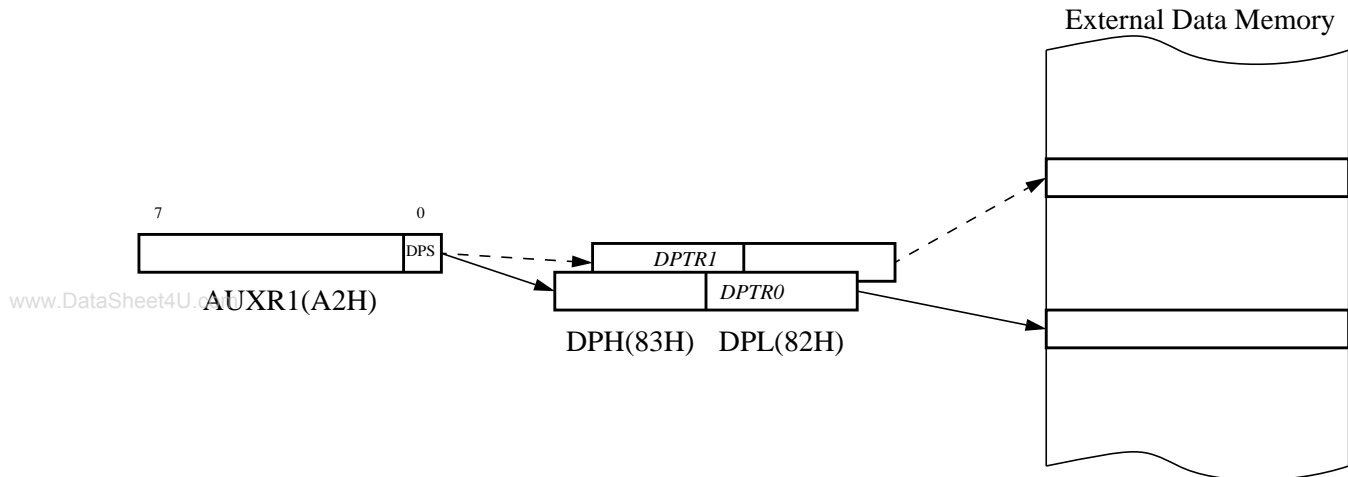 External Data Memory
7 0
DPS
DPTR1
DPTR0
www.DataSheet4U.com
AUXR1(A2H)
DPH(83H) DPL(82H)